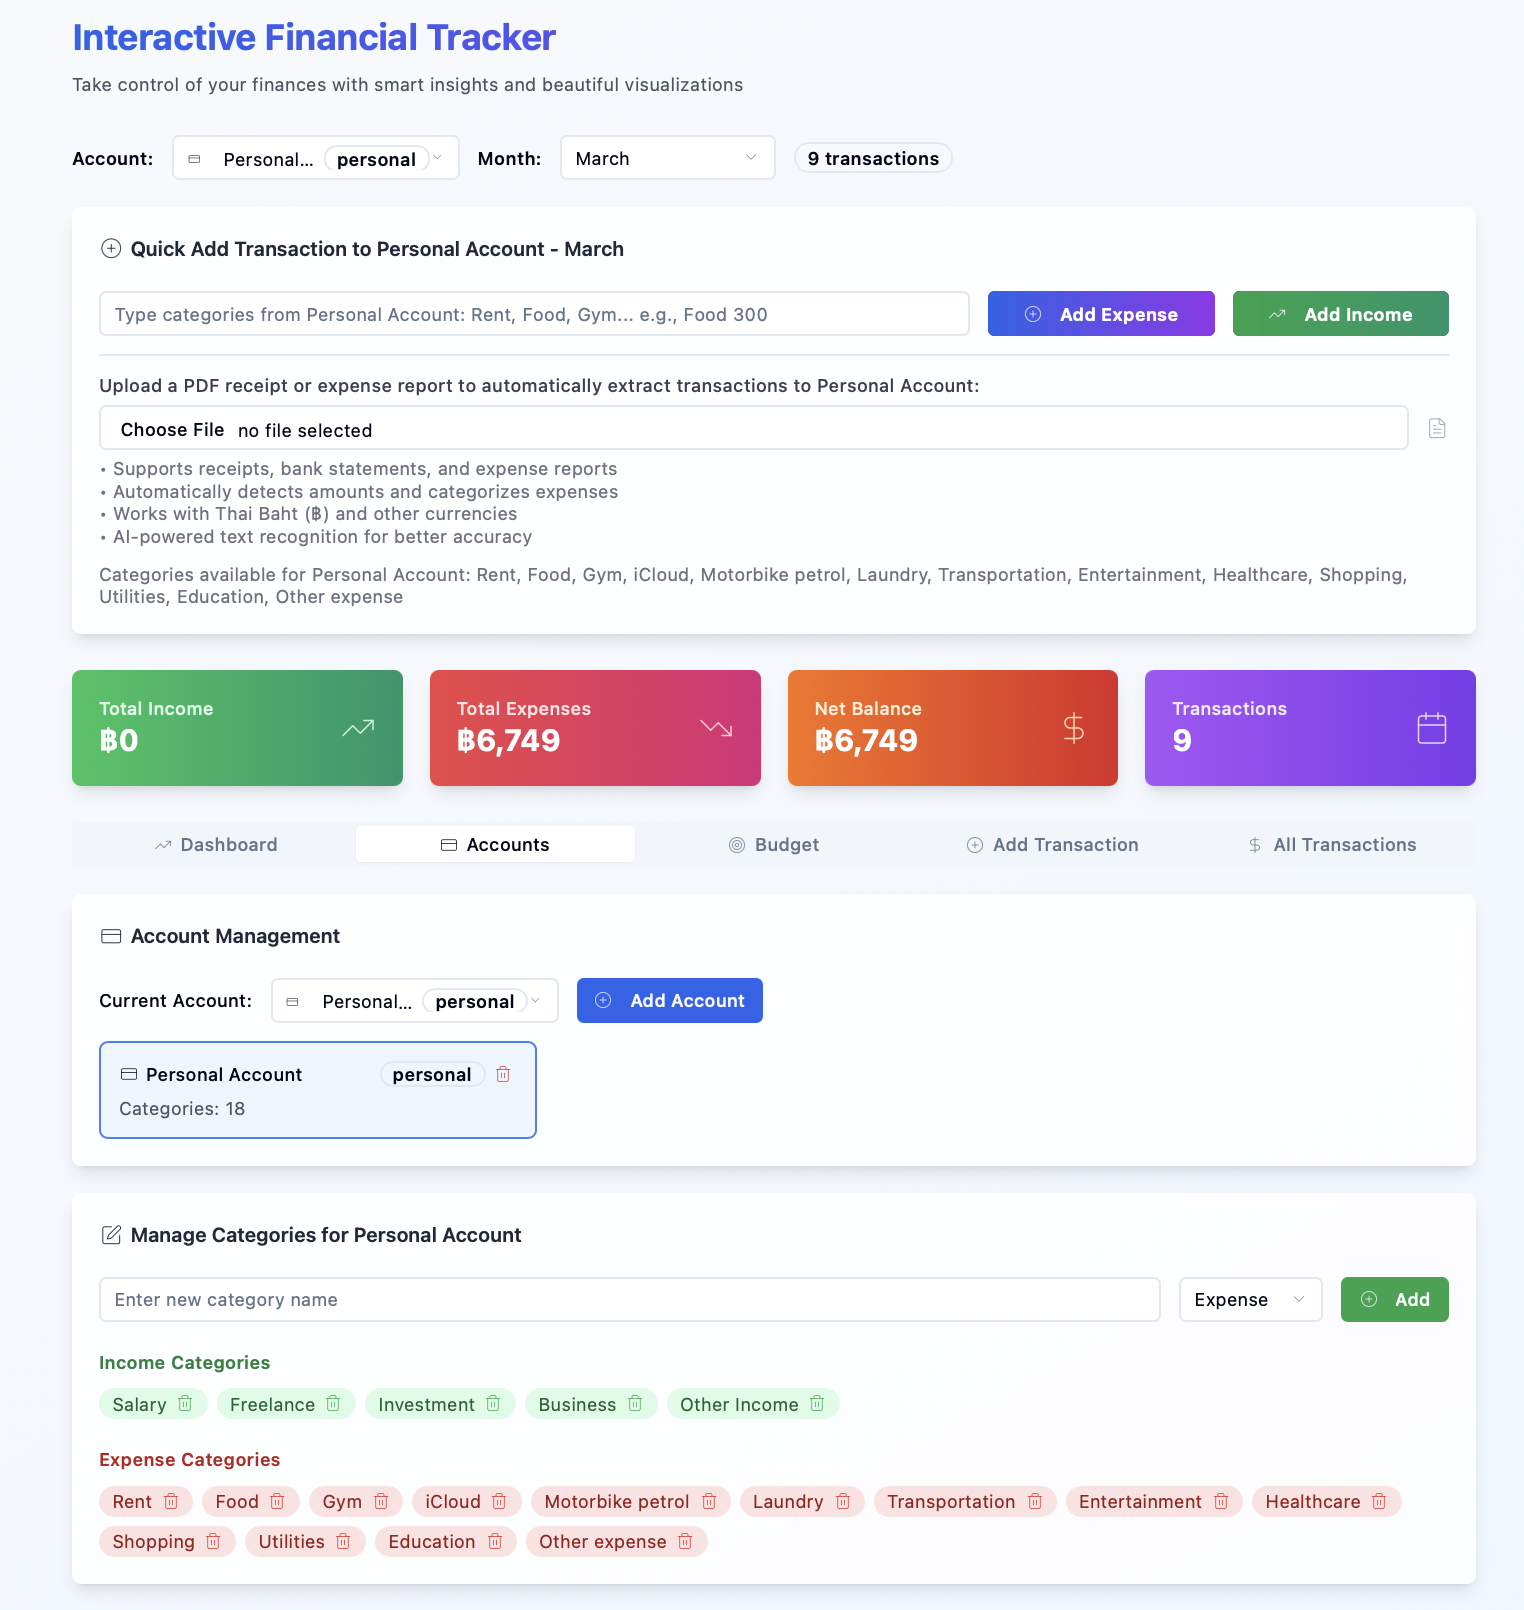 Interactive Financial Tracker
Take control of your finances with smart insights and beautiful visualizations
Account: Personal... personal Month: March 9 transactions
Quick Add Transaction to Personal Account - March
Type categories from Personal Account: Rent, Food, Gym... e.g., Food 300 Add Expense Add Income
Upload a PDF receipt or expense report to automatically extract transactions to Personal Account:
Choose File no file selected
• Supports receipts, bank statements, and expense reports
• Automatically detects amounts and categorizes expenses
• Works with Thai Baht (฿) and other currencies
• AI-powered text recognition for better accuracy
Categories available for Personal Account: Rent, Food, Gym, iCloud, Motorbike petrol, Laundry, Transportation, Entertainment, Healthcare, Shopping,
Utilities, Education, Other expense
Total Income
฿0
Total Expenses
฿6,749
Net Balance
฿6,749
Transactions
9
Dashboard Accounts Budget Add Transaction All Transactions
Account Management
Current Account: Personal... personal Add Account
Personal Account personal
Categories: 18
Manage Categories for Personal Account
Enter new category name Expense Add
Income Categories
Salary Freelance Investment Business Other Income
Expense Categories
Rent Food Gym iCloud Motorbike petrol Laundry Transportation Entertainment Healthcare
Shopping Utilities Education Other expense